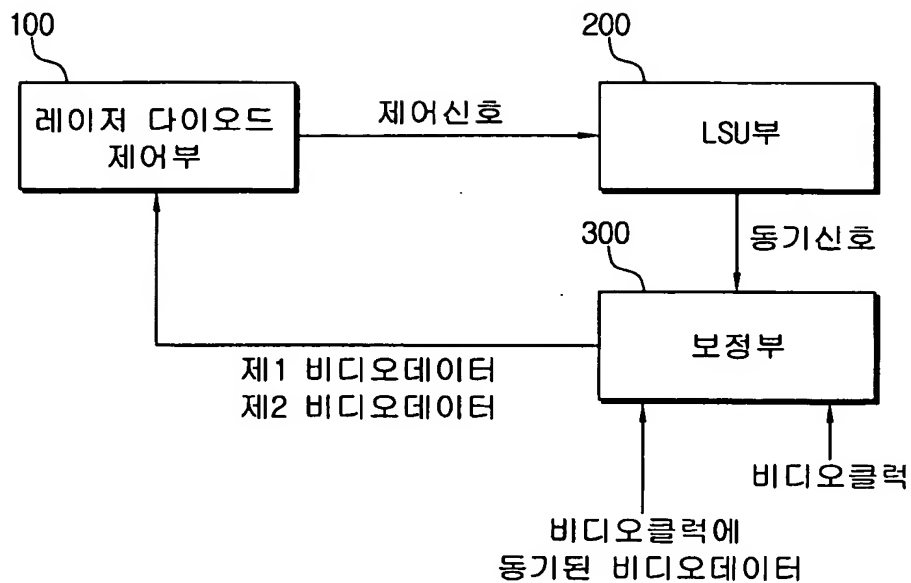 100
레이저 다이오드
제어부
제어신호
200
LSU부
동기신호
300
보정부
제1 비디오데이터
제2 비디오데이터
비디오클럭
비디오클럭에
동기된 비디오데이터